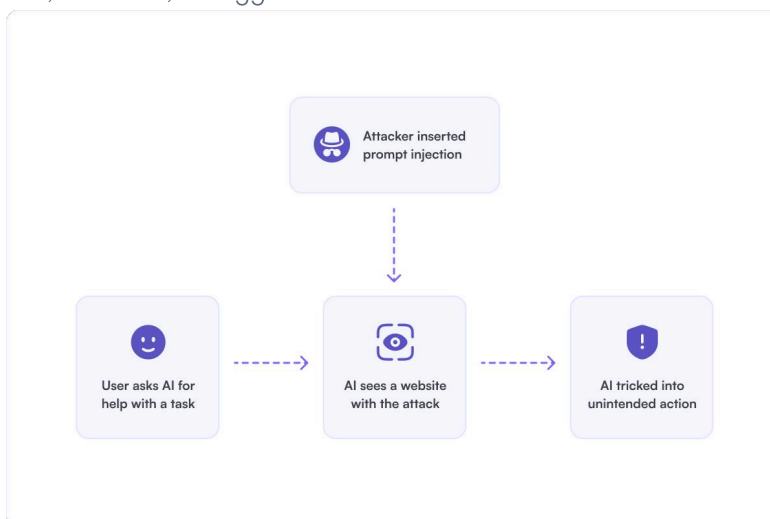 Attacker inserted
prompt injection
User asks AI for
help with a task
AI sees a website
with the attack
AI tricked into
unintended action